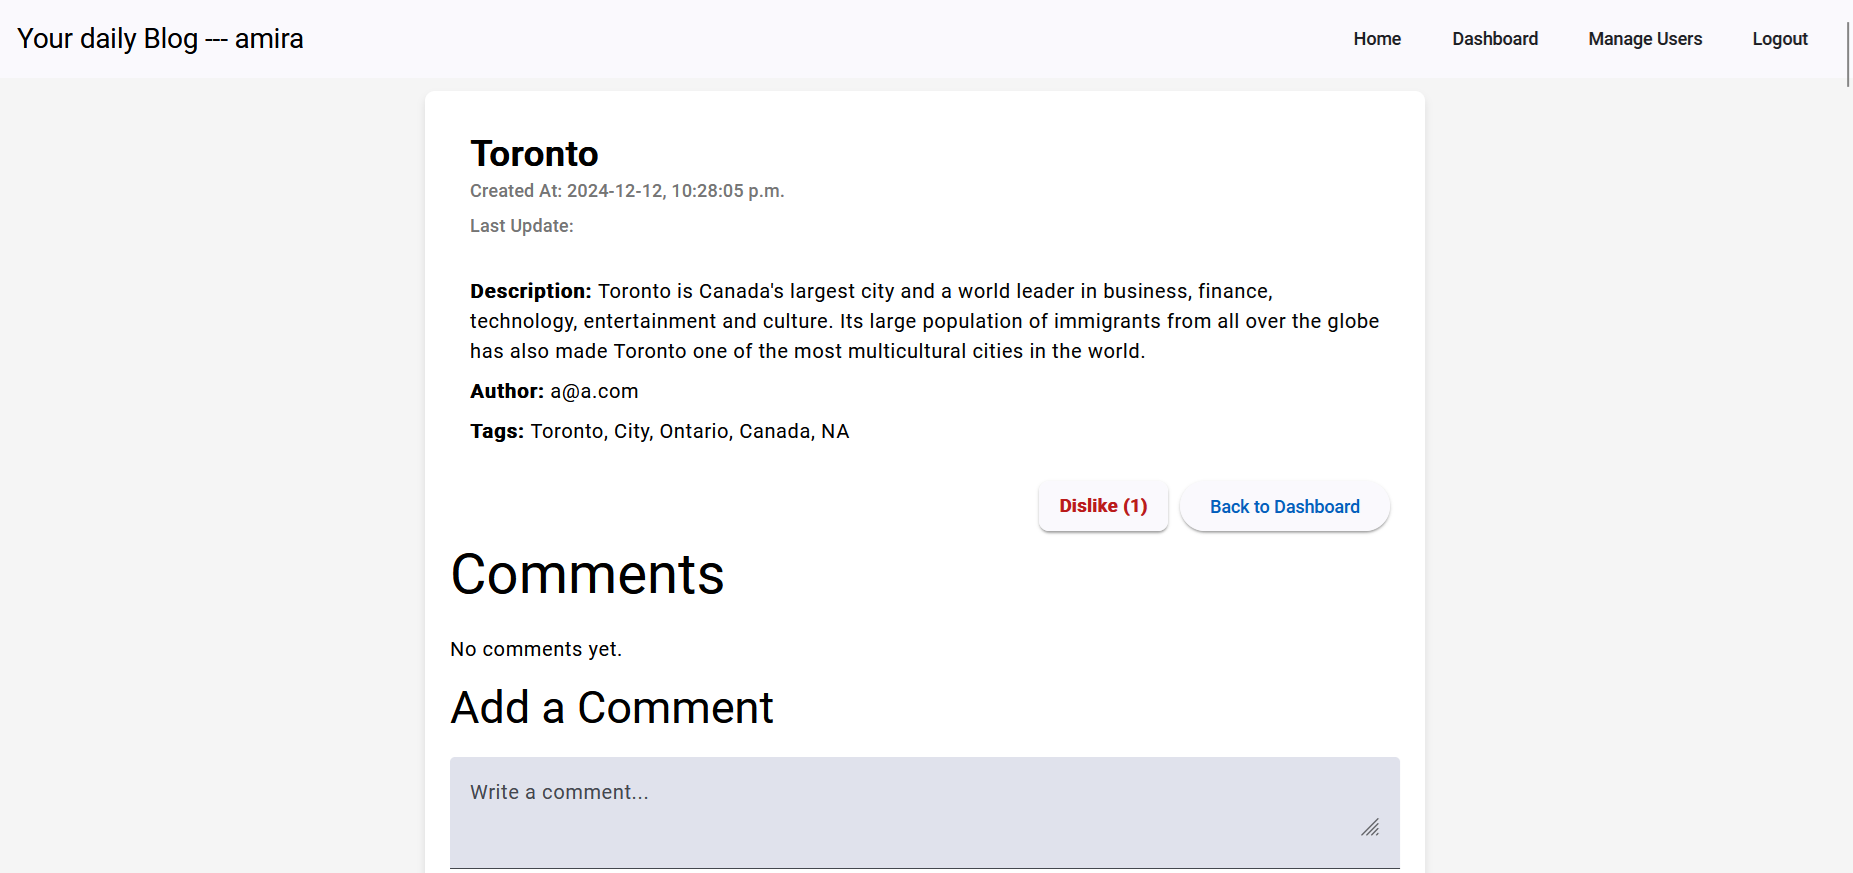 Your daily Blog --- amira
Home
Dashboard
Manage Users
Logout
Toronto
Created At: 2024-12-12, 10:28:05 p.m.
Last Update:
Description: Toronto is Canada's largest city and a world leader in business, finance,
technology, entertainment and culture. Its large population of immigrants from all over the globe
has also made Toronto one of the most multicultural cities in the world.
Author: a@a.com
Tags: Toronto, City, Ontario, Canada, NA
Dislike (1)
Back to Dashboard
Comments
No comments yet.
Add a Comment
Write a comment...